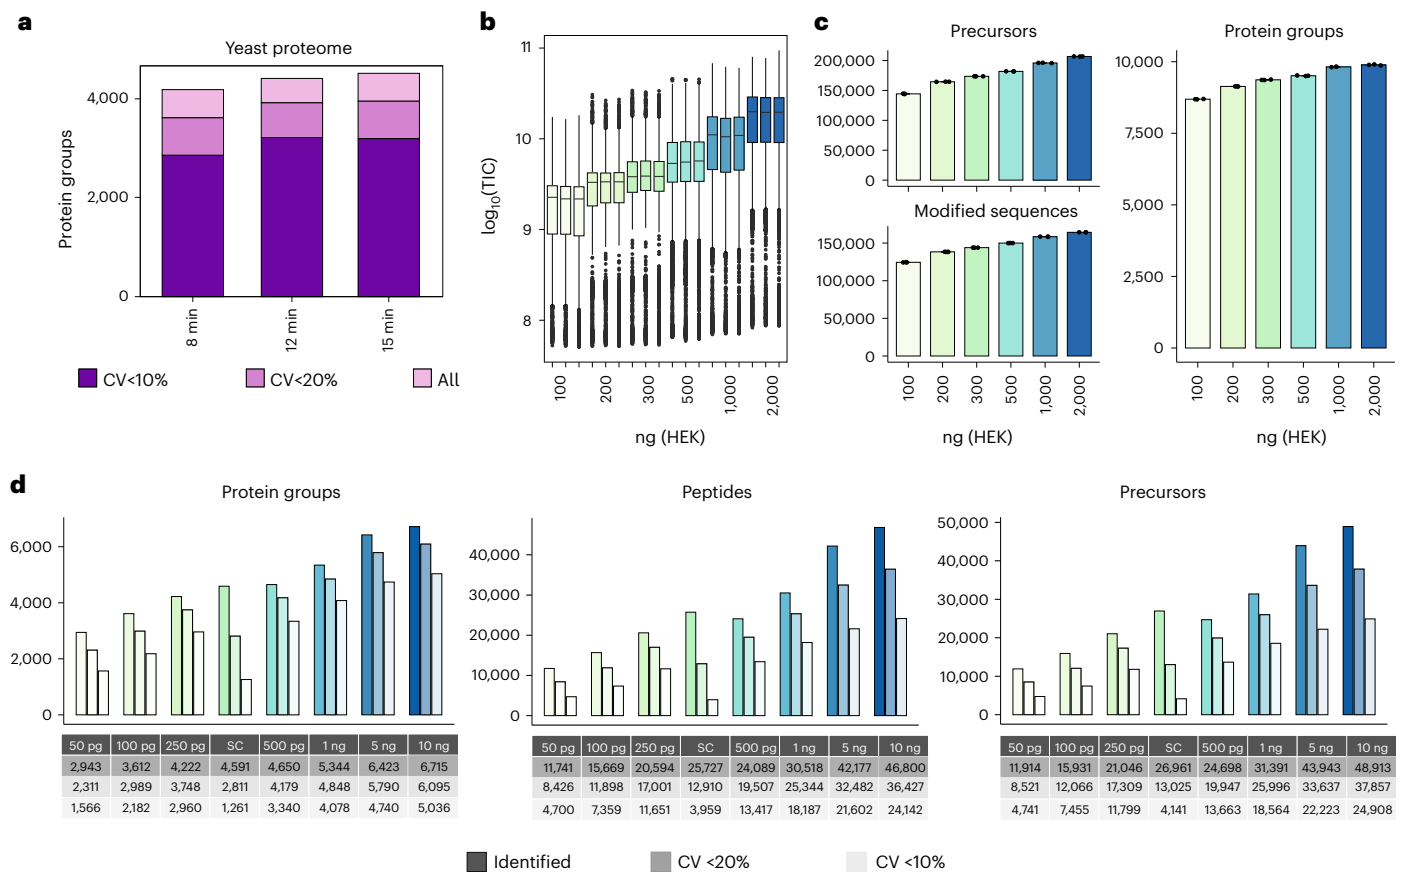 a
Yeast proteome
Protein groups
4,000
2,000
0
8 min
12 min
15 min
CV<10%
CV<20%
All
b
log10(TIC)
11
10
9
8
100
200
300
500
1,000
2,000
ng (HEK)
c
Precursors
200,000
150,000
100,000
50,000
0
Modified sequences
150,000
100,000
50,000
0
100
200
300
500
1,000
2,000
ng (HEK)
Protein groups
10,000
7,500
5,000
2,500
0
100
200
300
500
1,000
2,000
ng (HEK)
d
Protein groups
6,000
4,000
2,000
0
50 pg 100 pg 250 pg SC 500 pg 1 ng 5 ng 10 ng
2,943 3,612 4,222 4,591 4,650 5,344 6,423 6,715
2,311 2,989 3,748 2,811 4,179 4,848 5,790 6,095
1,566 2,182 2,960 1,261 3,340 4,078 4,740 5,036
Peptides
40,000
30,000
20,000
10,000
0
50 pg 100 pg 250 pg SC 500 pg 1 ng 5 ng 10 ng
11,741 15,669 20,594 25,727 24,089 30,518 42,177 46,800
8,426 11,898 17,001 12,910 19,507 25,344 32,482 36,427
4,700 7,359 11,651 3,959 13,417 18,187 21,602 24,142
Precursors
50,000
40,000
30,000
20,000
10,000
0
50 pg 100 pg 250 pg SC 500 pg 1 ng 5 ng 10 ng
11,914 15,931 21,046 26,961 24,698 31,391 43,943 48,913
8,521 12,066 17,309 13,025 19,947 25,996 33,637 37,857
4,741 7,455 11,799 4,141 13,663 18,564 22,223 24,908
Identified
CV <20%
CV <10%